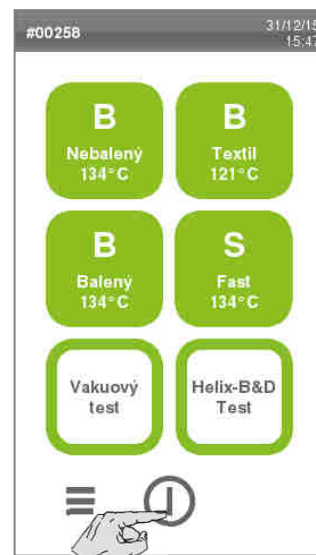 #00258
31/12/15
15:47
B
Nebalený
134°C
B
Textil
121°C
B
Balený
134°C
S
Fast
134°C
Vakuový
test
Helix-B&D
Test